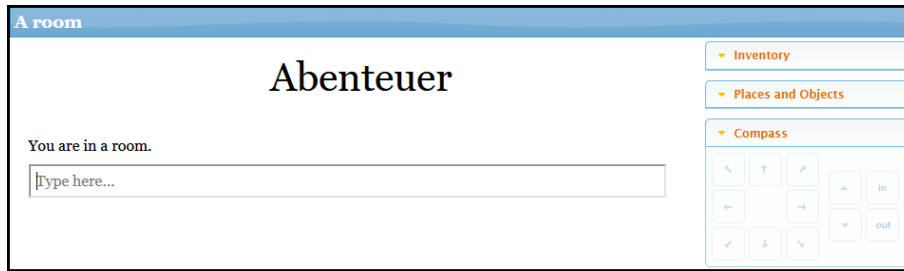 A room
Abenteuer
You are in a room.
Type here...
Inventory
Places and Objects
Compass
in
out